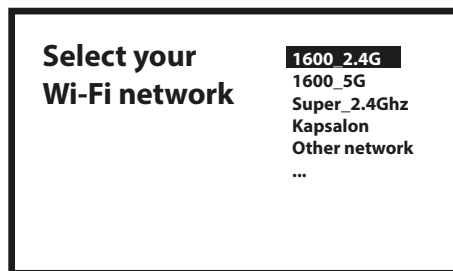 Select your
Wi-Fi network
1600_2.4G
1600_5G
Super_2.4Ghz
Kapsalon
Other network
...